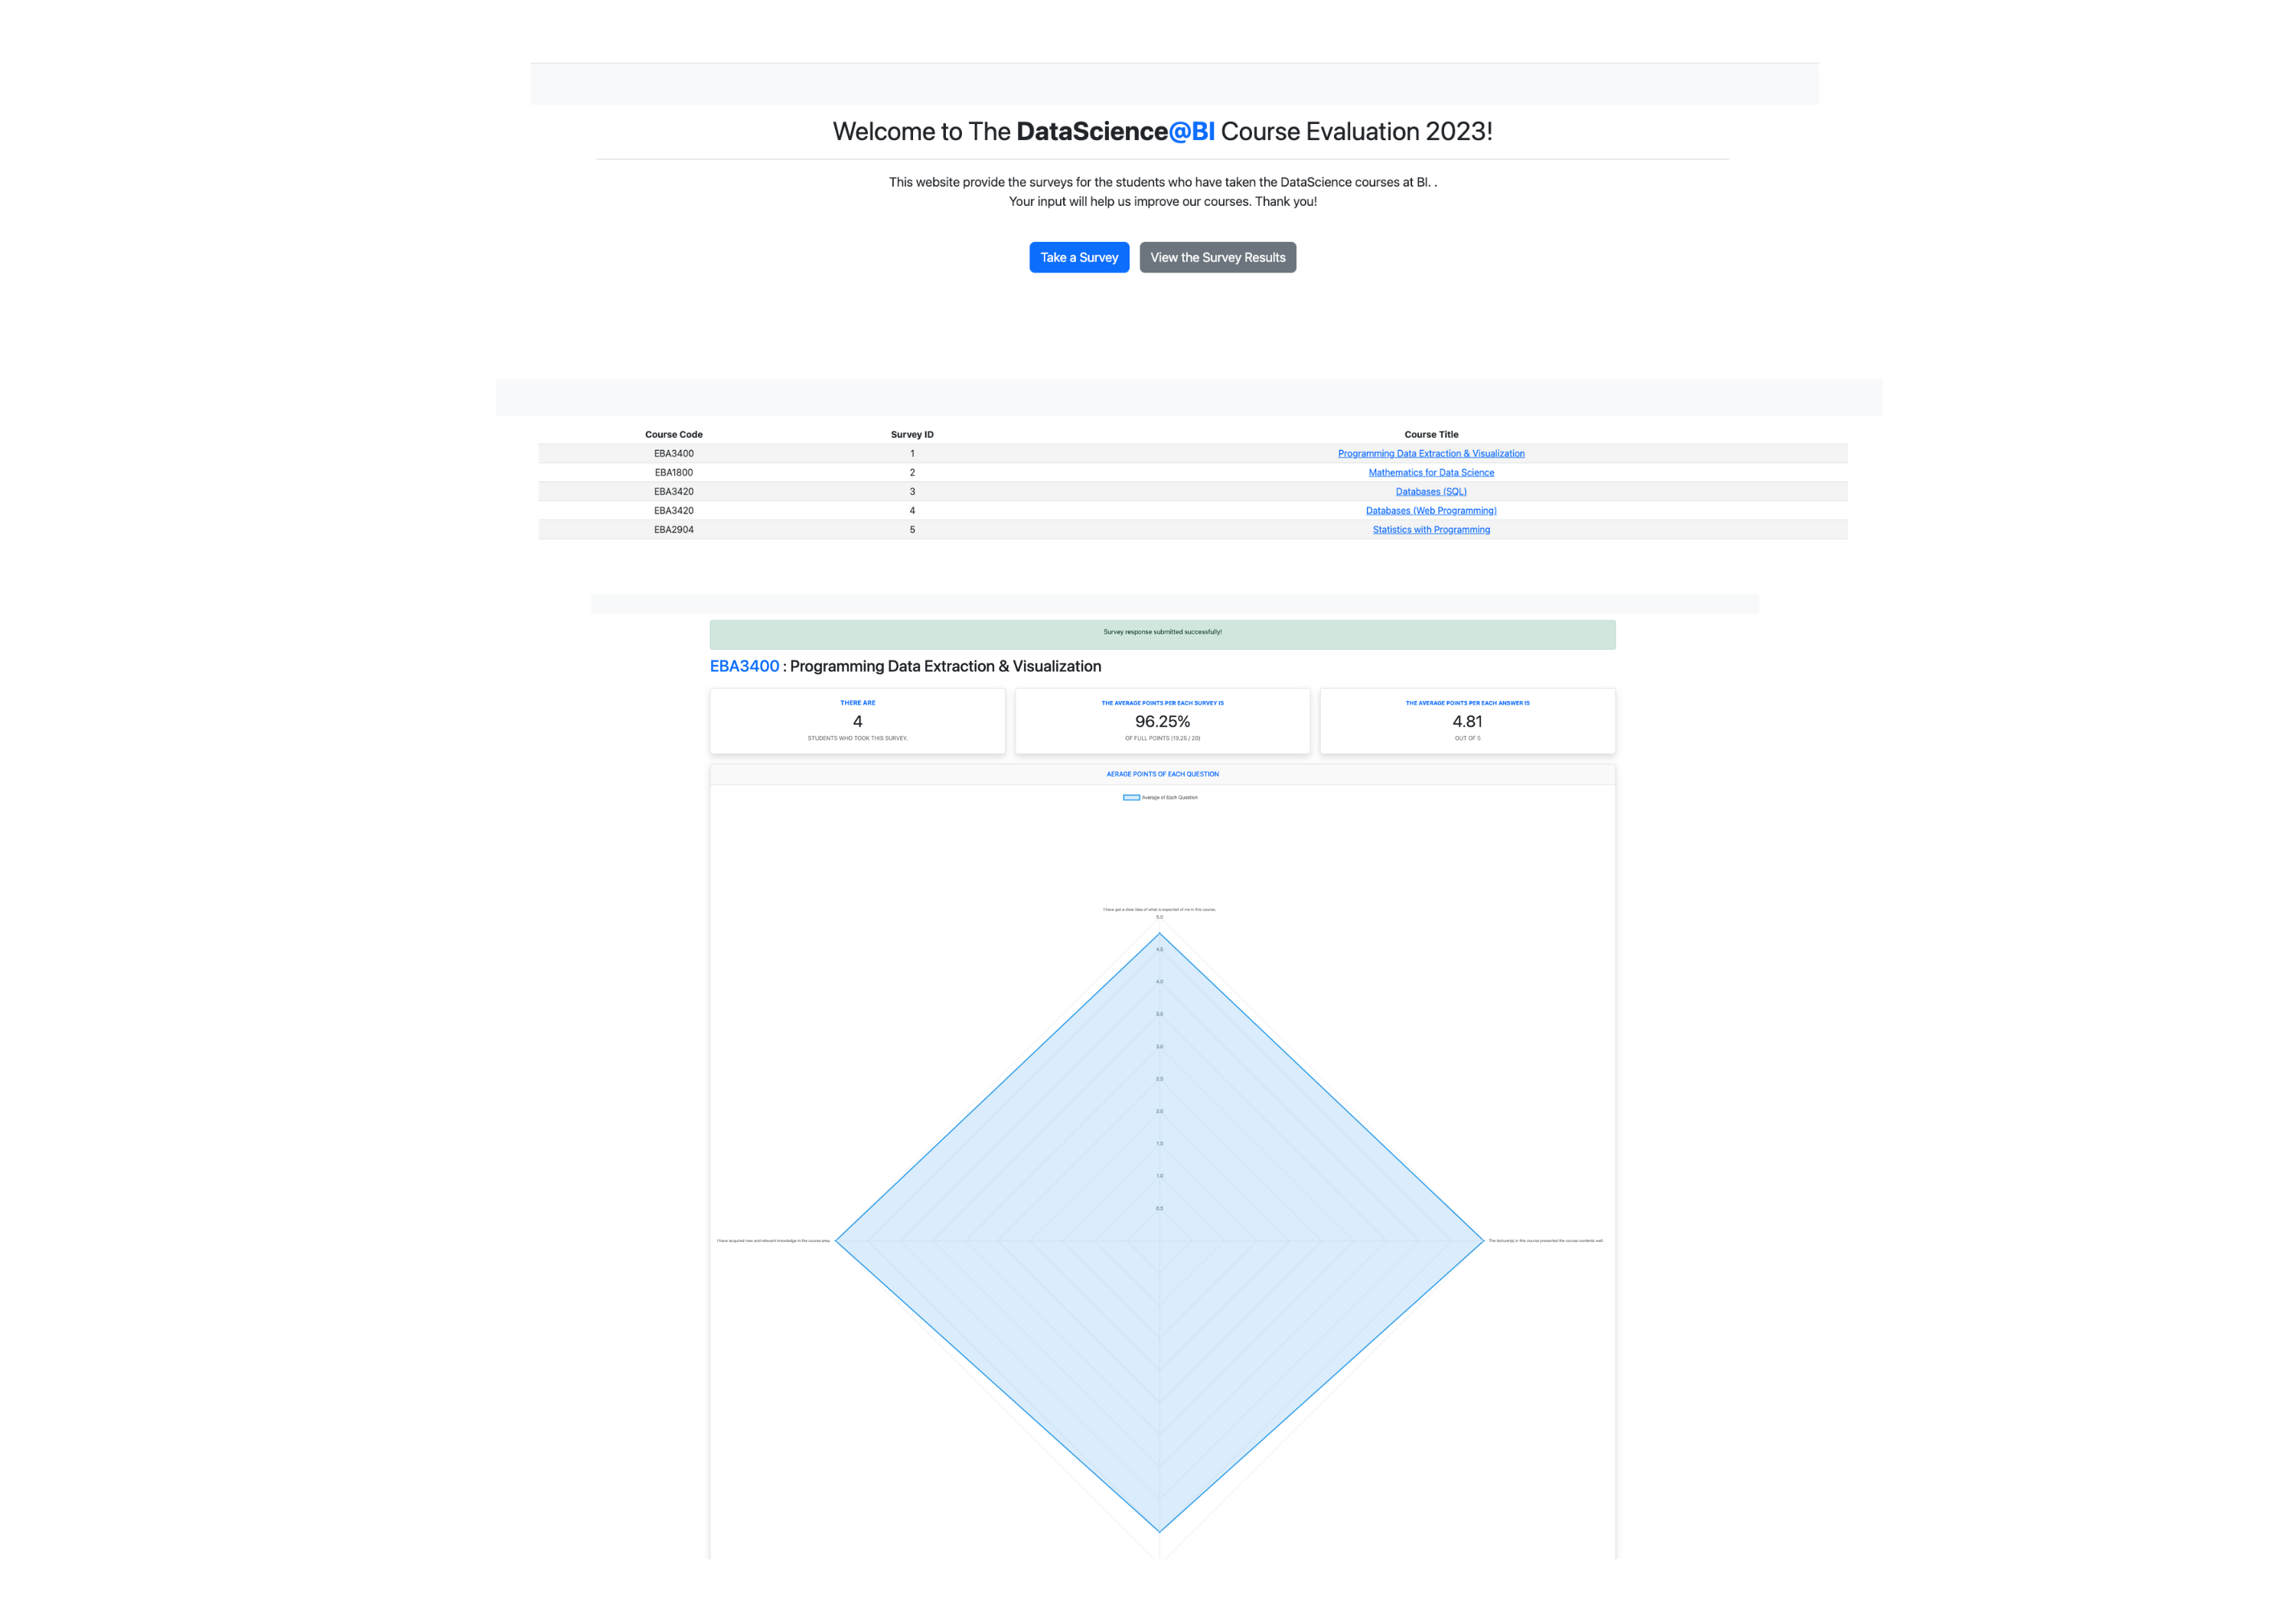 Welcome to The DataScience@BI Course Evaluation 2023!
This website provide the surveys for the students who have taken the DataScience courses at BI. .
Your input will help us improve our courses. Thank you!
Take a Survey View the Survey Results
Course Code Survey ID Course Title
EBA3400 1 Programming Data Extraction & Visualization
EBA1800 2 Mathematics for Data Science
EBA3420 3 Databases (SQL)
EBA3420 4 Databases (Web Programming)
EBA2904 5 Statistics with Programming
Survey response submitted successfully!
EBA3400 : Programming Data Extraction & Visualization
THERE ARE
4
STUDENTS WHO TOOK THIS SURVEY.
THE AVERAGE POINTS PER EACH SURVEY IS
96.25%
OF FULL POINTS (19.25 / 20)
THE AVERAGE POINTS PER EACH ANSWER IS
4.81
OUT OF 5
AERAGE POINTS OF EACH QUESTION
Average of Each Question
I have got a clear idea of what is expected of me in this course.
5.0
4.5
4.0
3.5
3.0
2.5
2.0
1.5
1.0
0.5
I have acquired new and relevant knowledge in the course area.
The lecturer(s) in this course presented the course contents well.